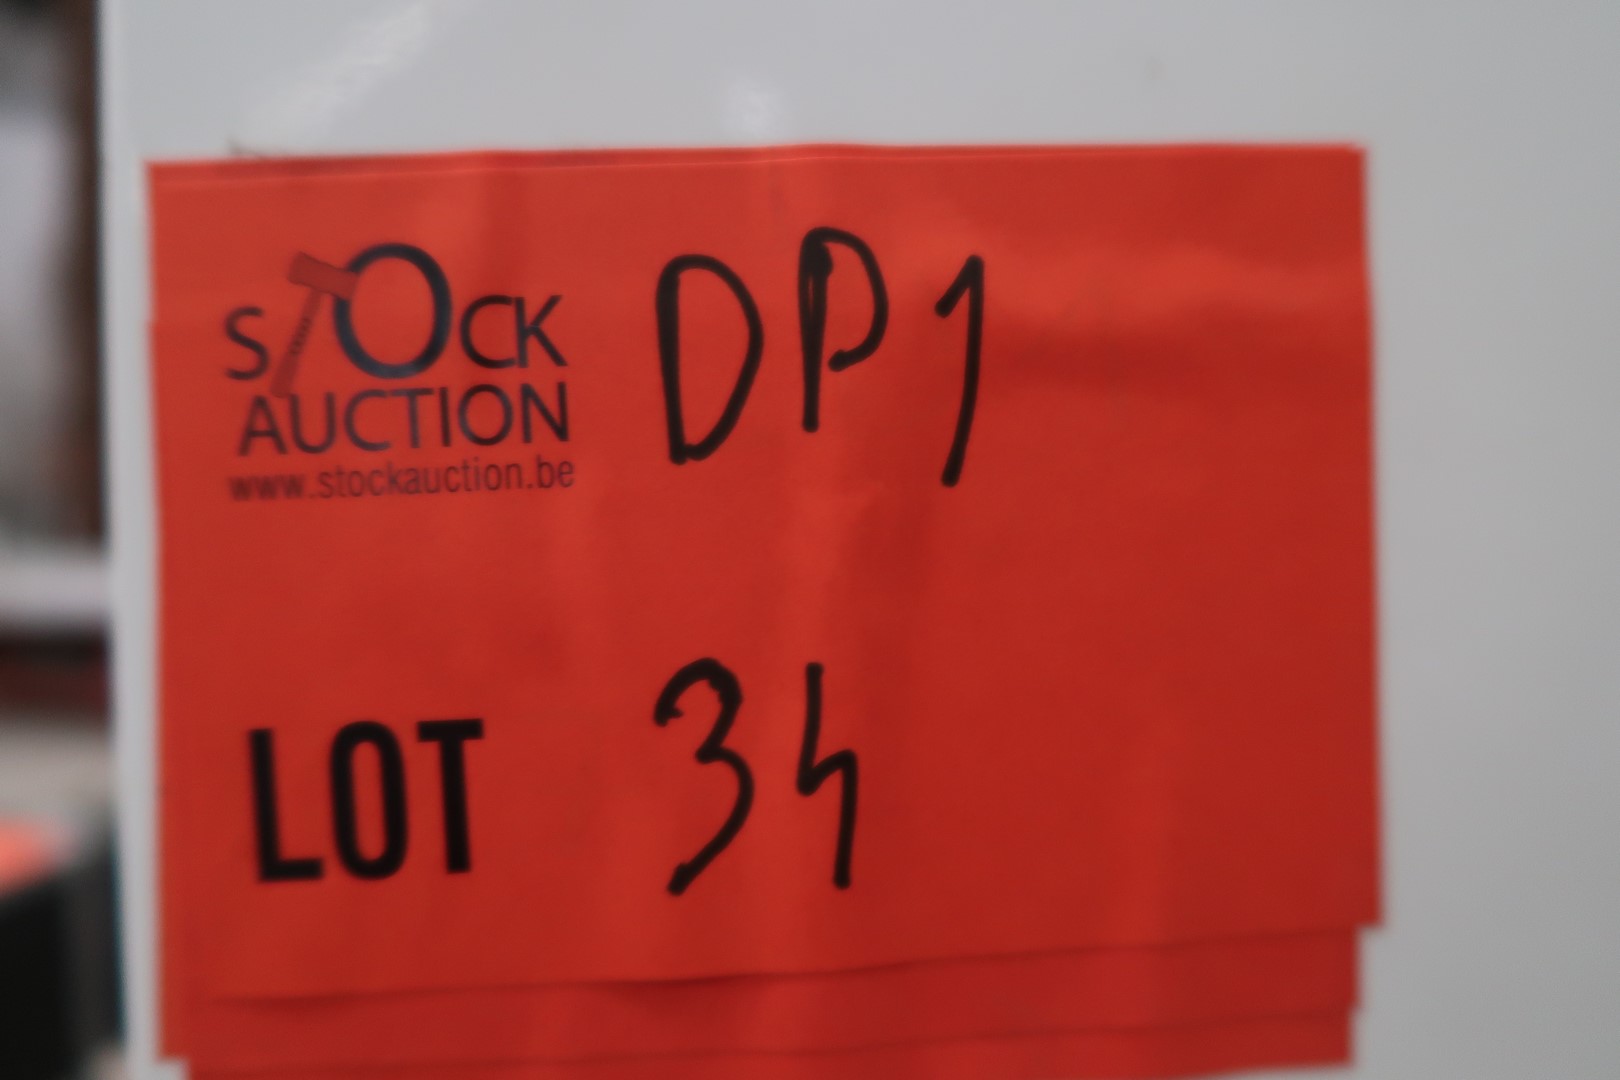 STOCK DP1
AUCTION
www.stockauction.be
LOT 34